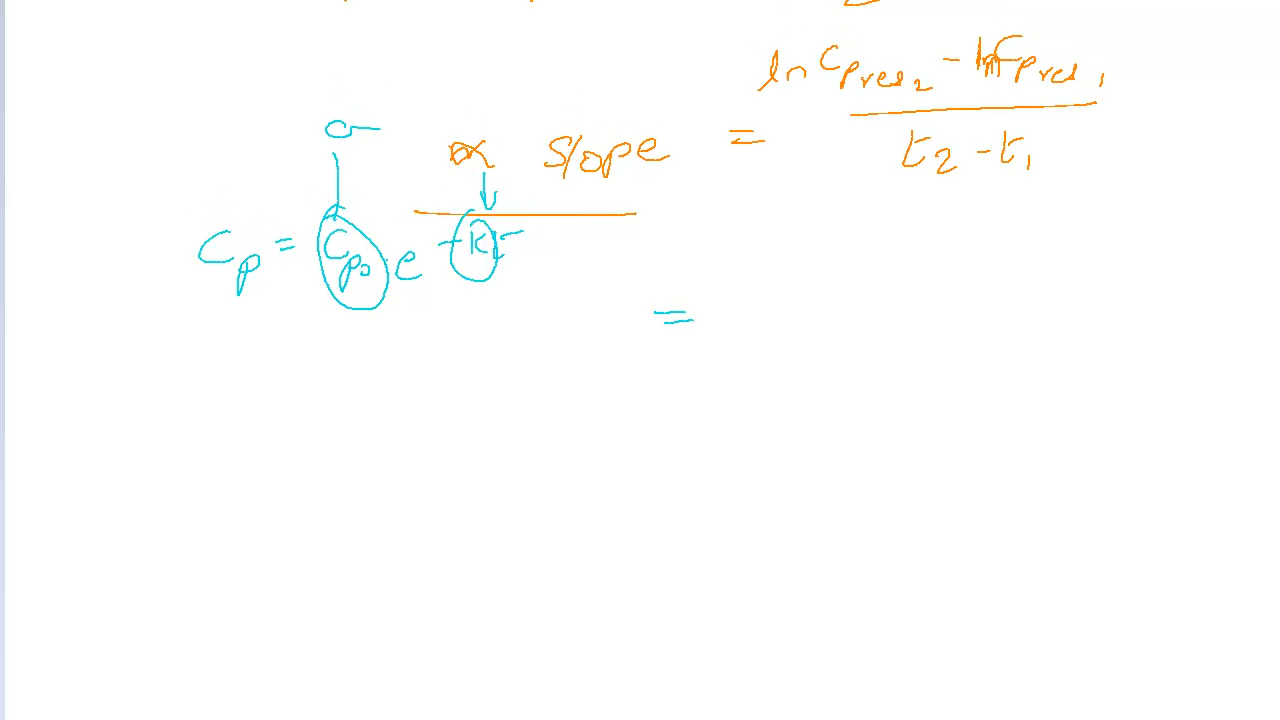 ln Cpres₂ - ln Cpres₁
α slope = t₂ - t₁
a
Cp = Cp₀ . e -kt
=